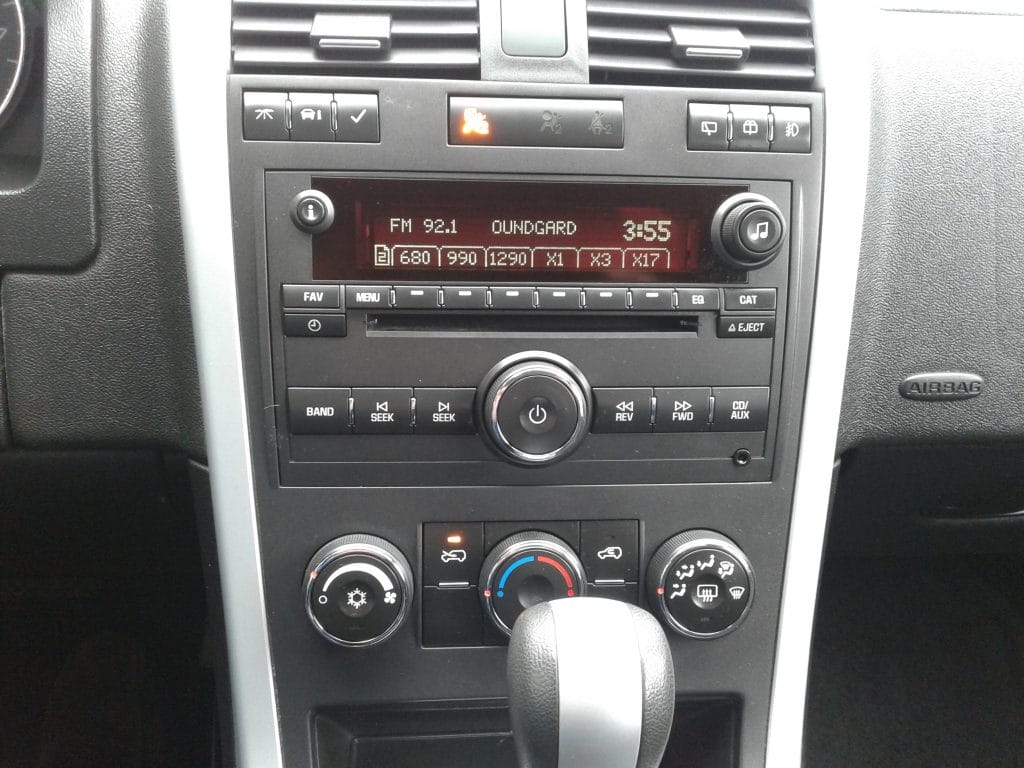 FM 92.1 OUNDGARD 3:55
2 680 990 1290 X1 X3 X17
FAV MENU EQ CAT
EJECT
AIRBAG
BAND SEEK SEEK REV FWD CD/AUX